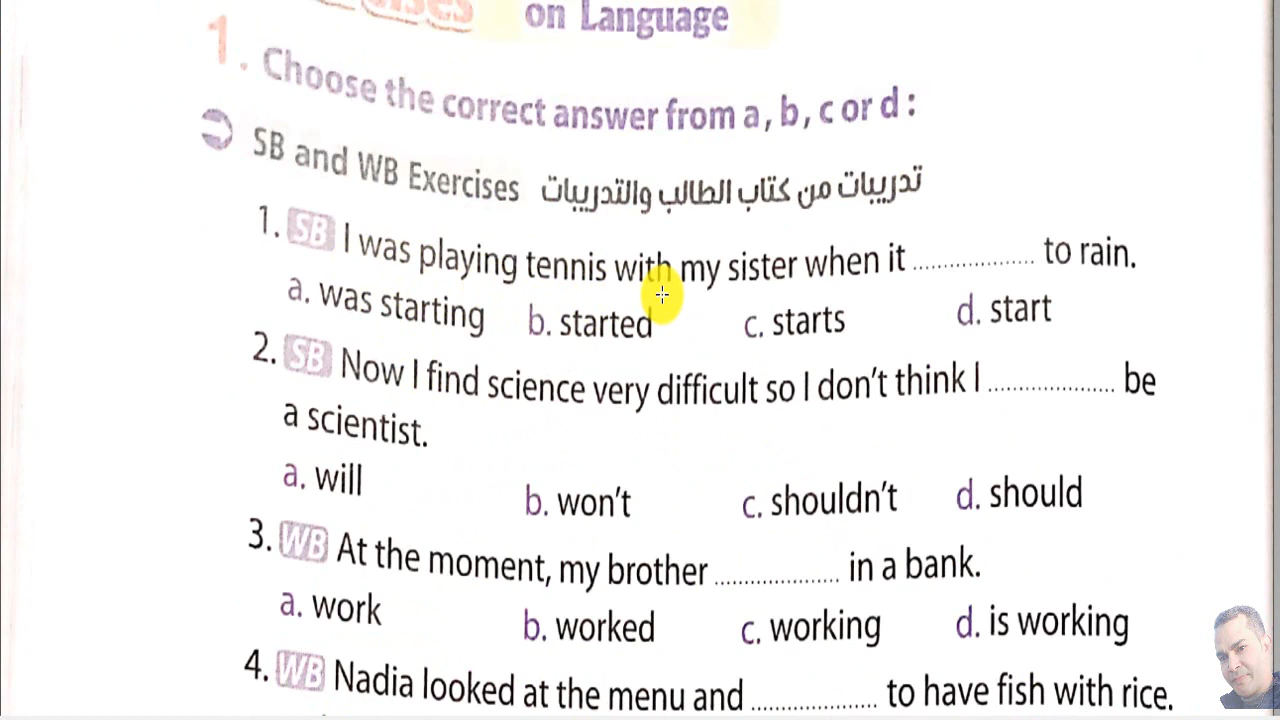 on Language
1. Choose the correct answer from a, b, c or d :
SB and WB Exercises تدريبات من كتاب الطالب والتدريبات
1. SB I was playing tennis with my sister when it .................... to rain.
a. was starting b. started c. starts d. start
2. SB Now I find science very difficult so I don't think I .................... be
a scientist.
a. will b. won't c. shouldn't d. should
3. WB At the moment, my brother .................... in a bank.
a. work b. worked c. working d. is working
4. WB Nadia looked at the menu and .................... to have fish with rice.